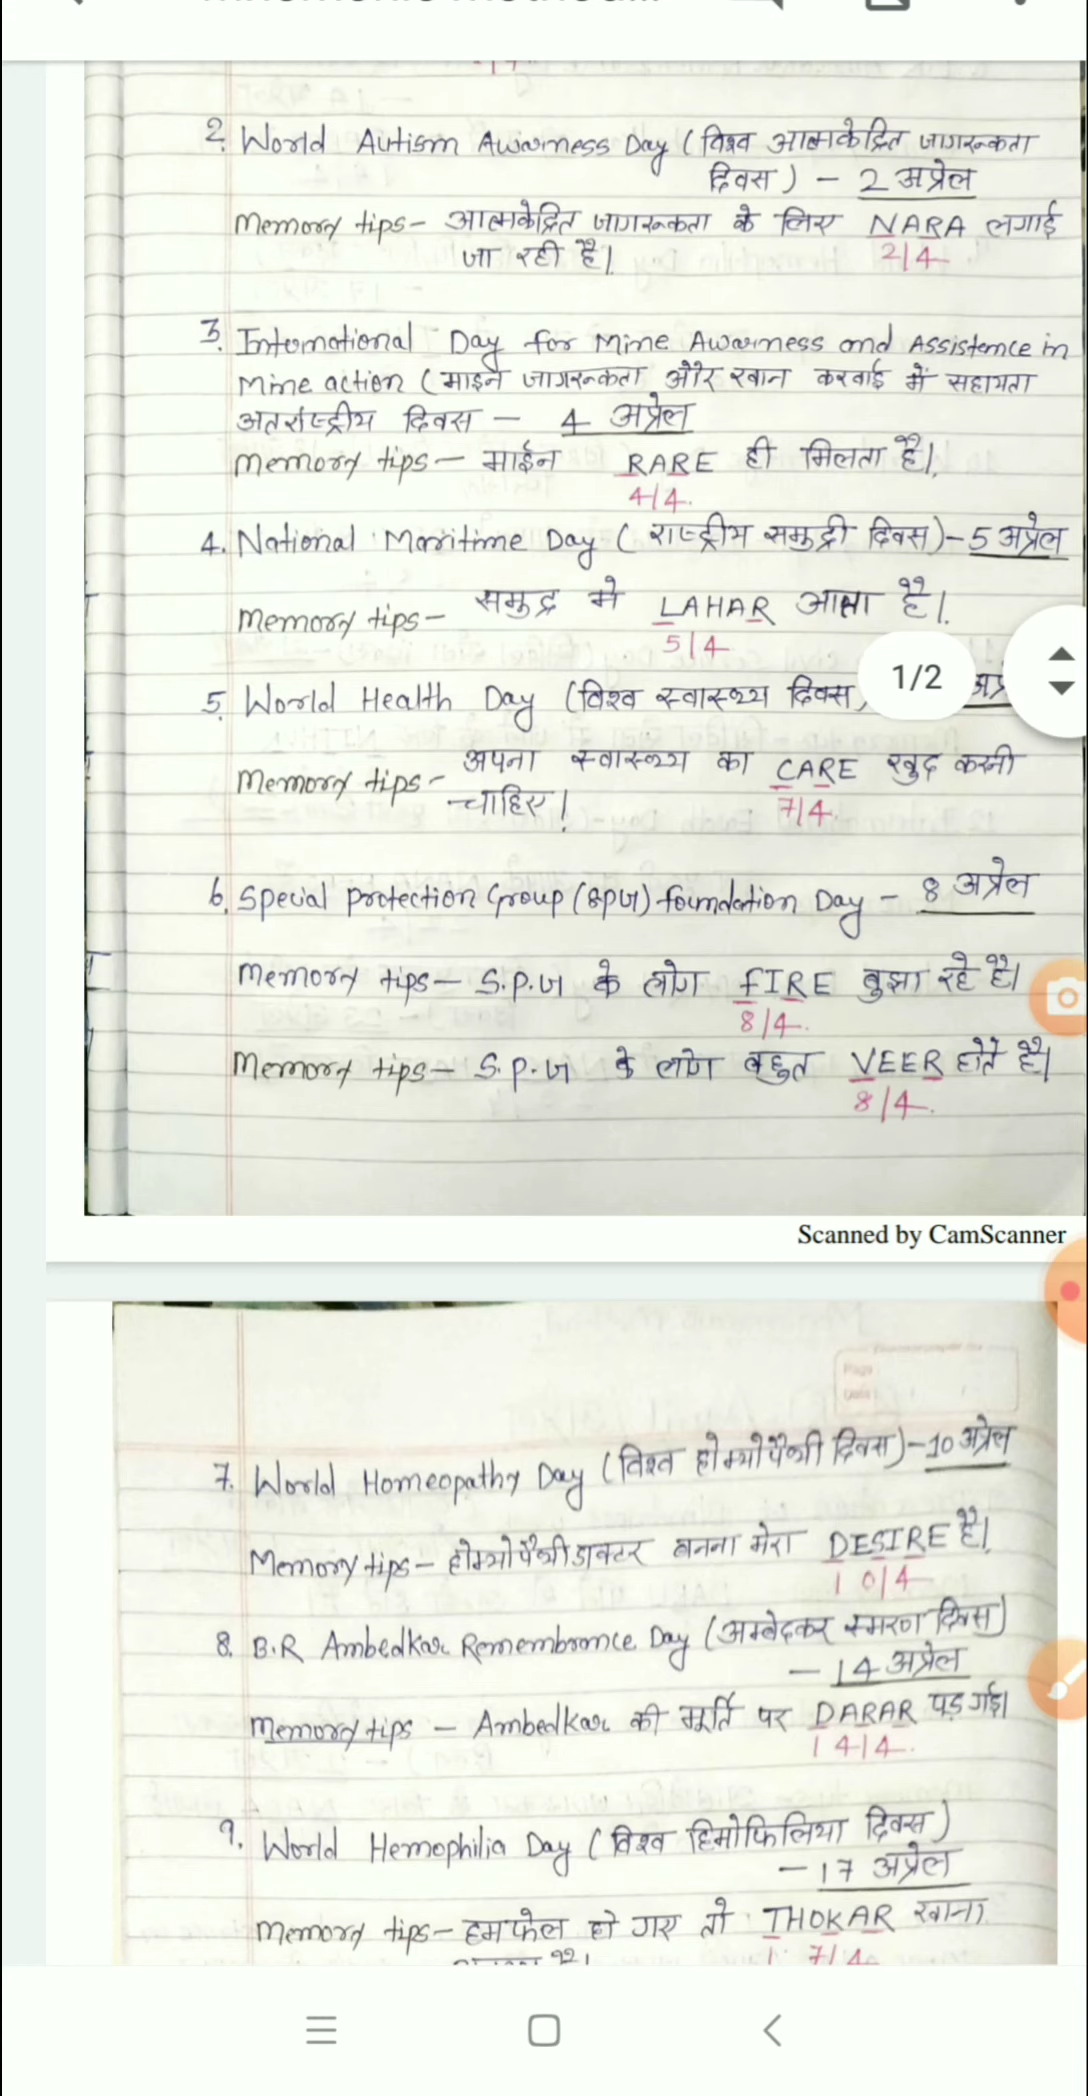 2. World Autism Awarness Day (विश्व आत्मकेद्रित जागरूकता
दिवस) - 2 अप्रेल
Memory tips- आत्मकेद्रित जागरूकता के लिए NARA लगाई
2/4
जा रही है।
3. International Day for Mine Awarness and Assistence in
Mine action (माइन जागरूकता और खान करवाई में सहायता
अतर्राष्ट्रीय दिवस - 4 अप्रेल
Memory tips- माईन RARE ही मिलता है।
4/4.
4. National Maritime Day ( राष्ट्रीय समुद्री दिवस)-5 अप्रेल
Memory tips- समुद्र मे LAHAR आता है।
5/4
1/2
5. World Health Day (विश्व स्वास्थ्य दिवस)
Memory tips- अपना स्वास्थ्य का CARE खुद करनी
7/4.
चाहिए!
6. Special protection Group (SPG) foundation Day - 8 अप्रेल
Memory tips- S.P.G के लोग FIRE बुझा रहे है।
8/4.
Memory tips- S.P.G के लोग बहुत VEER होते है।
8/4.
Scanned by CamScanner
7. World Homeopathy Day (विश्व होम्योपैथी दिवस)-10 अप्रेल
Memory tips- होम्योपैथी डाक्टर बनना मेरा DESIRE है।
1 0/4
8. B.R Ambedkar Remembrance Day (अम्बेदकर स्मरण दिवस)
- 14 अप्रेल
Memory tips - Ambedkar की मूर्ति पर DARAR पड़ गई।
1 4/4.
9. World Hemophilia Day (विश्व हिमोफिलिया दिवस)
-17 अप्रेल
Memory tips- हम फेल हो गए तो THOKAR खाना
1 7/4